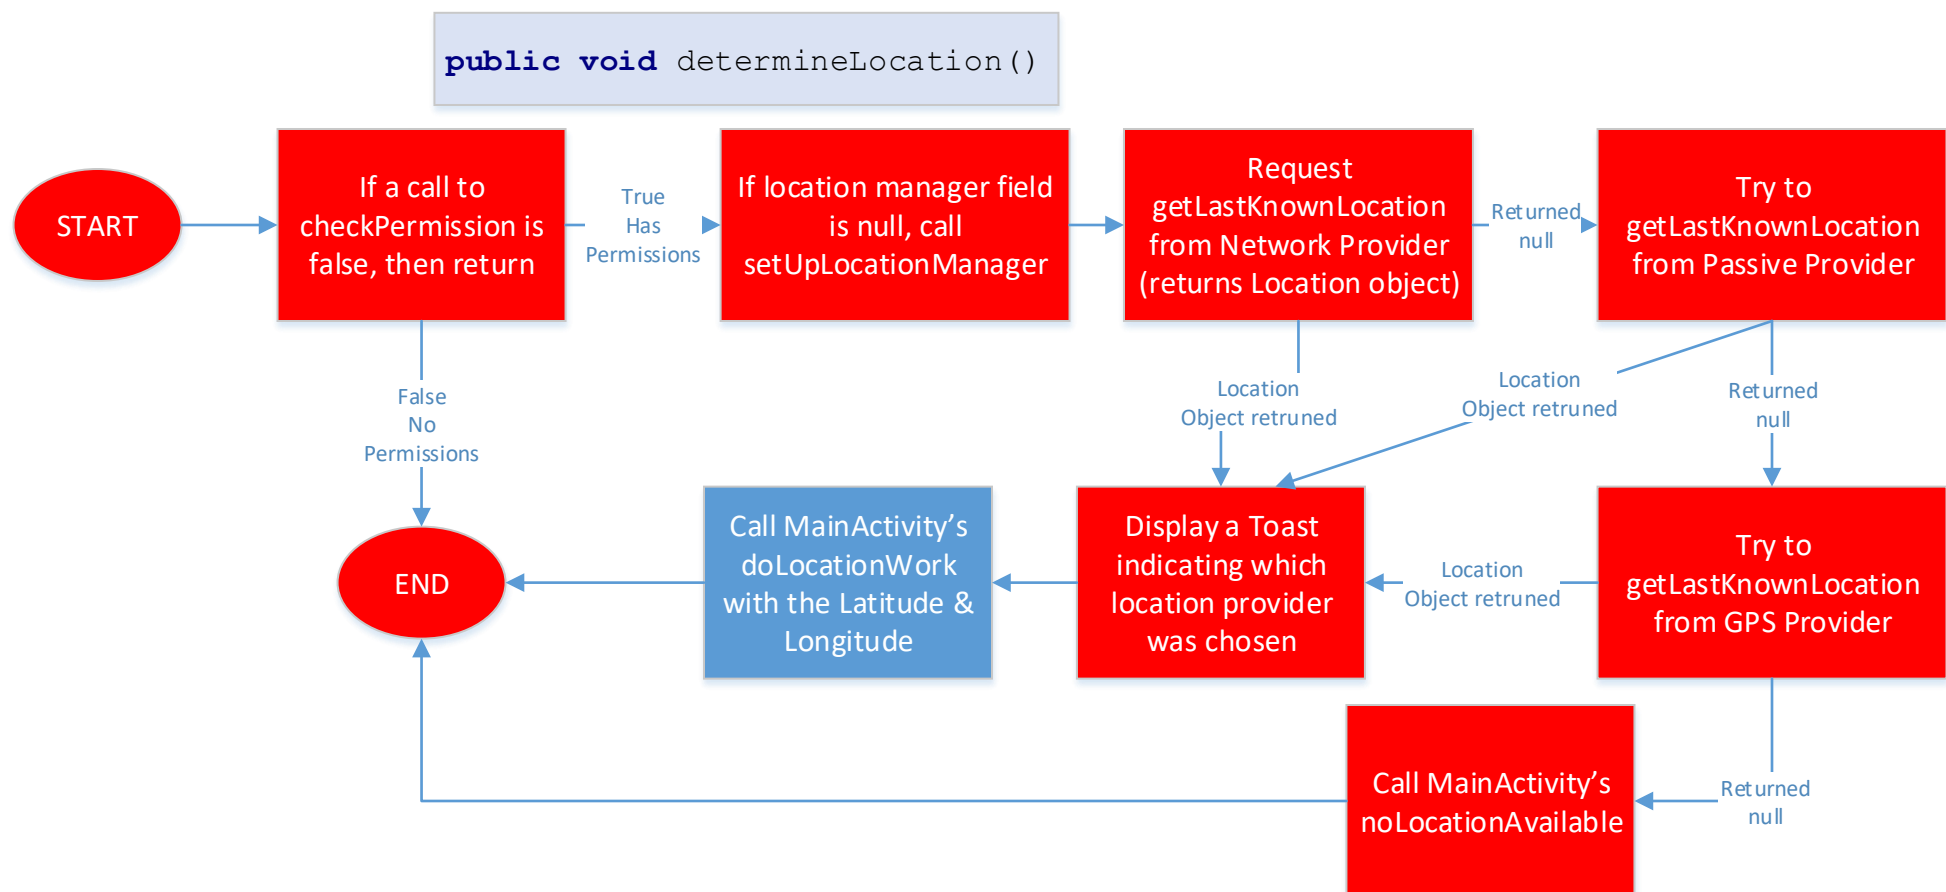 public void determineLocation()
START
If a call to
checkPermission is
false, then return
True
Has
Permissions
If location manager field
is null, call
setUpLocationManager
Request
getLastKnownLocation
from Network Provider
(returns Location object)
Returned
null
Try to
getLastKnownLocation
from Passive Provider
False
No
Permissions
Location
Object retruned
Location
Object retruned
Returned
null
END
Call MainActivity’s
doLocationWork
with the Latitude &
Longitude
Display a Toast
indicating which
location provider
was chosen
Location
Object retruned
Try to
getLastKnownLocation
from GPS Provider
Call MainActivity’s
noLocationAvailable
Returned
null